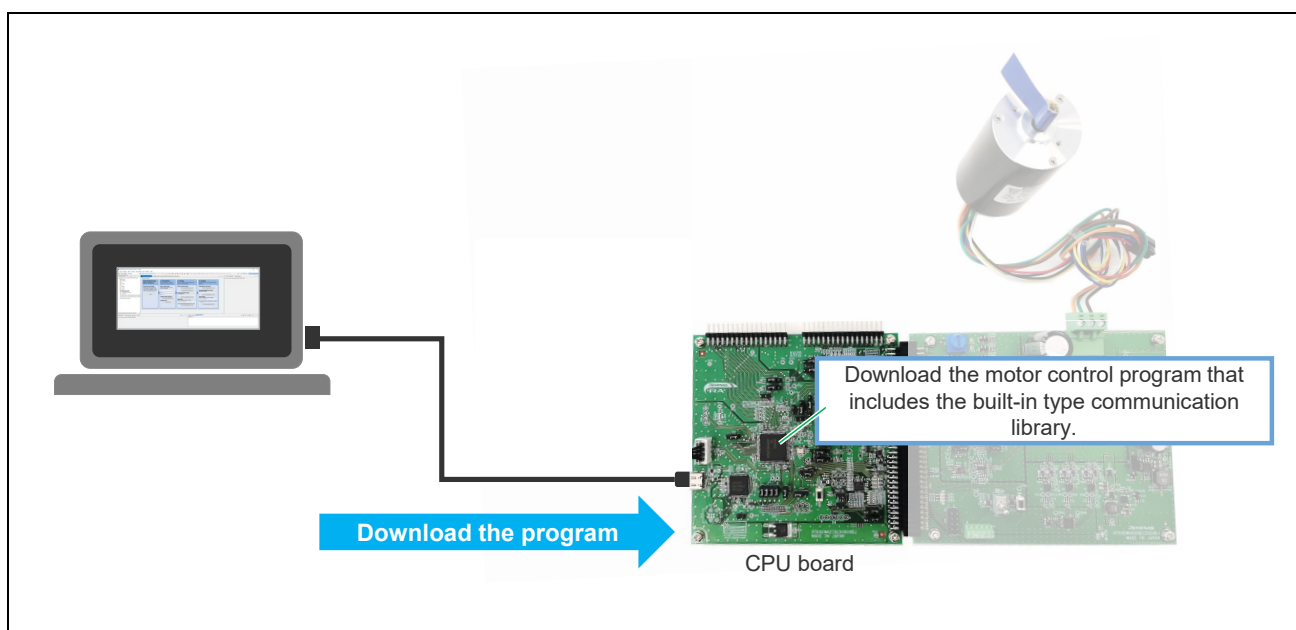 Download the motor control program that
includes the built-in type communication
library.
Download the program
CPU board